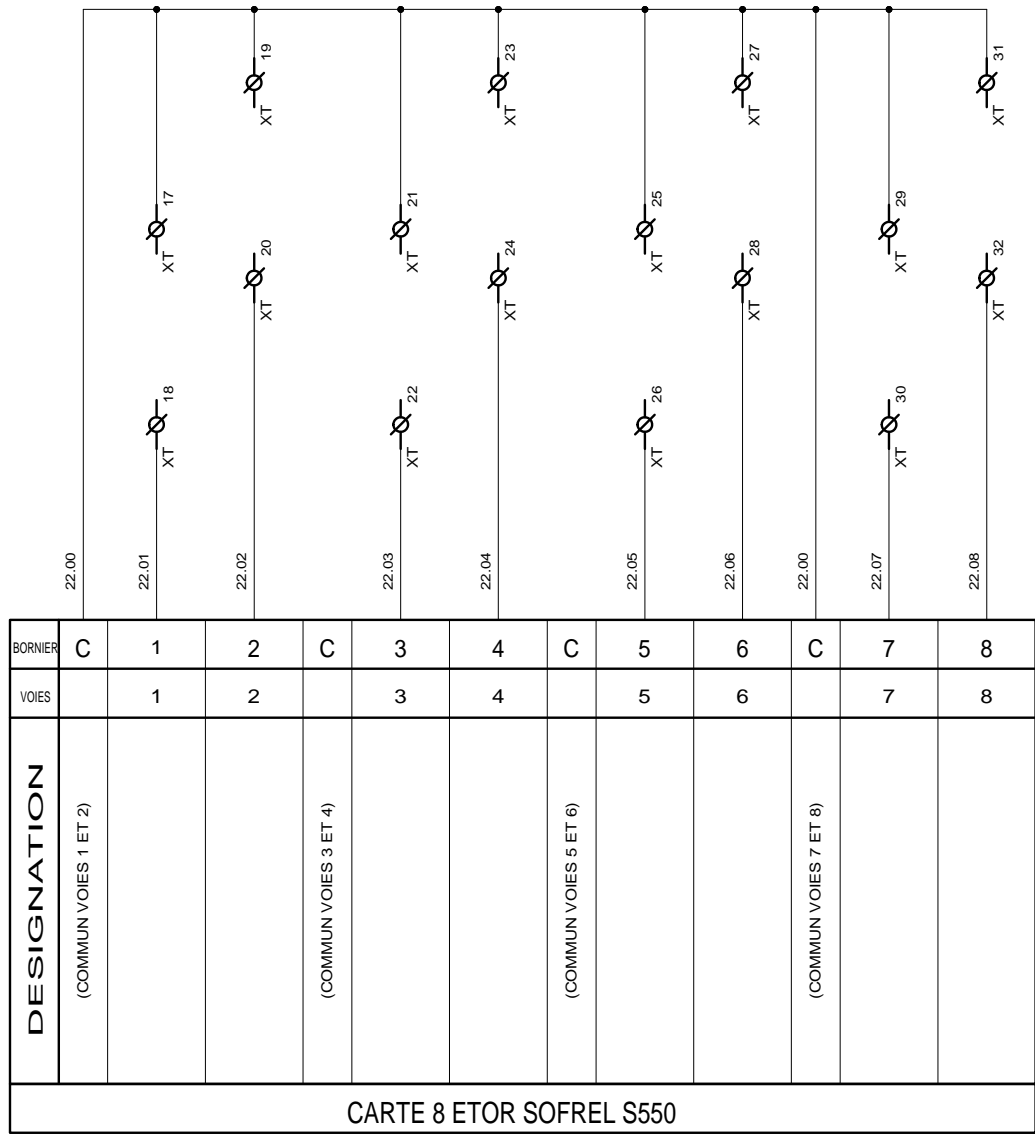 19 23 27 31
XT XT XT XT
17 21 25 29
XT XT XT XT
20 24 28 32
XT XT XT XT
18 22 26 30
XT XT XT XT
22.00 22.01 22.02 22.03 22.04 22.05 22.06 22.00 22.07 22.08
BORNIER C 1 2 C 3 4 C 5 6 C 7 8
VOIES 1 2 3 4 5 6 7 8
DESIGNATION
(COMMUN VOIES 1 ET 2)
(COMMUN VOIES 3 ET 4)
(COMMUN VOIES 5 ET 6)
(COMMUN VOIES 7 ET 8)
CARTE 8 ETOR SOFREL S550